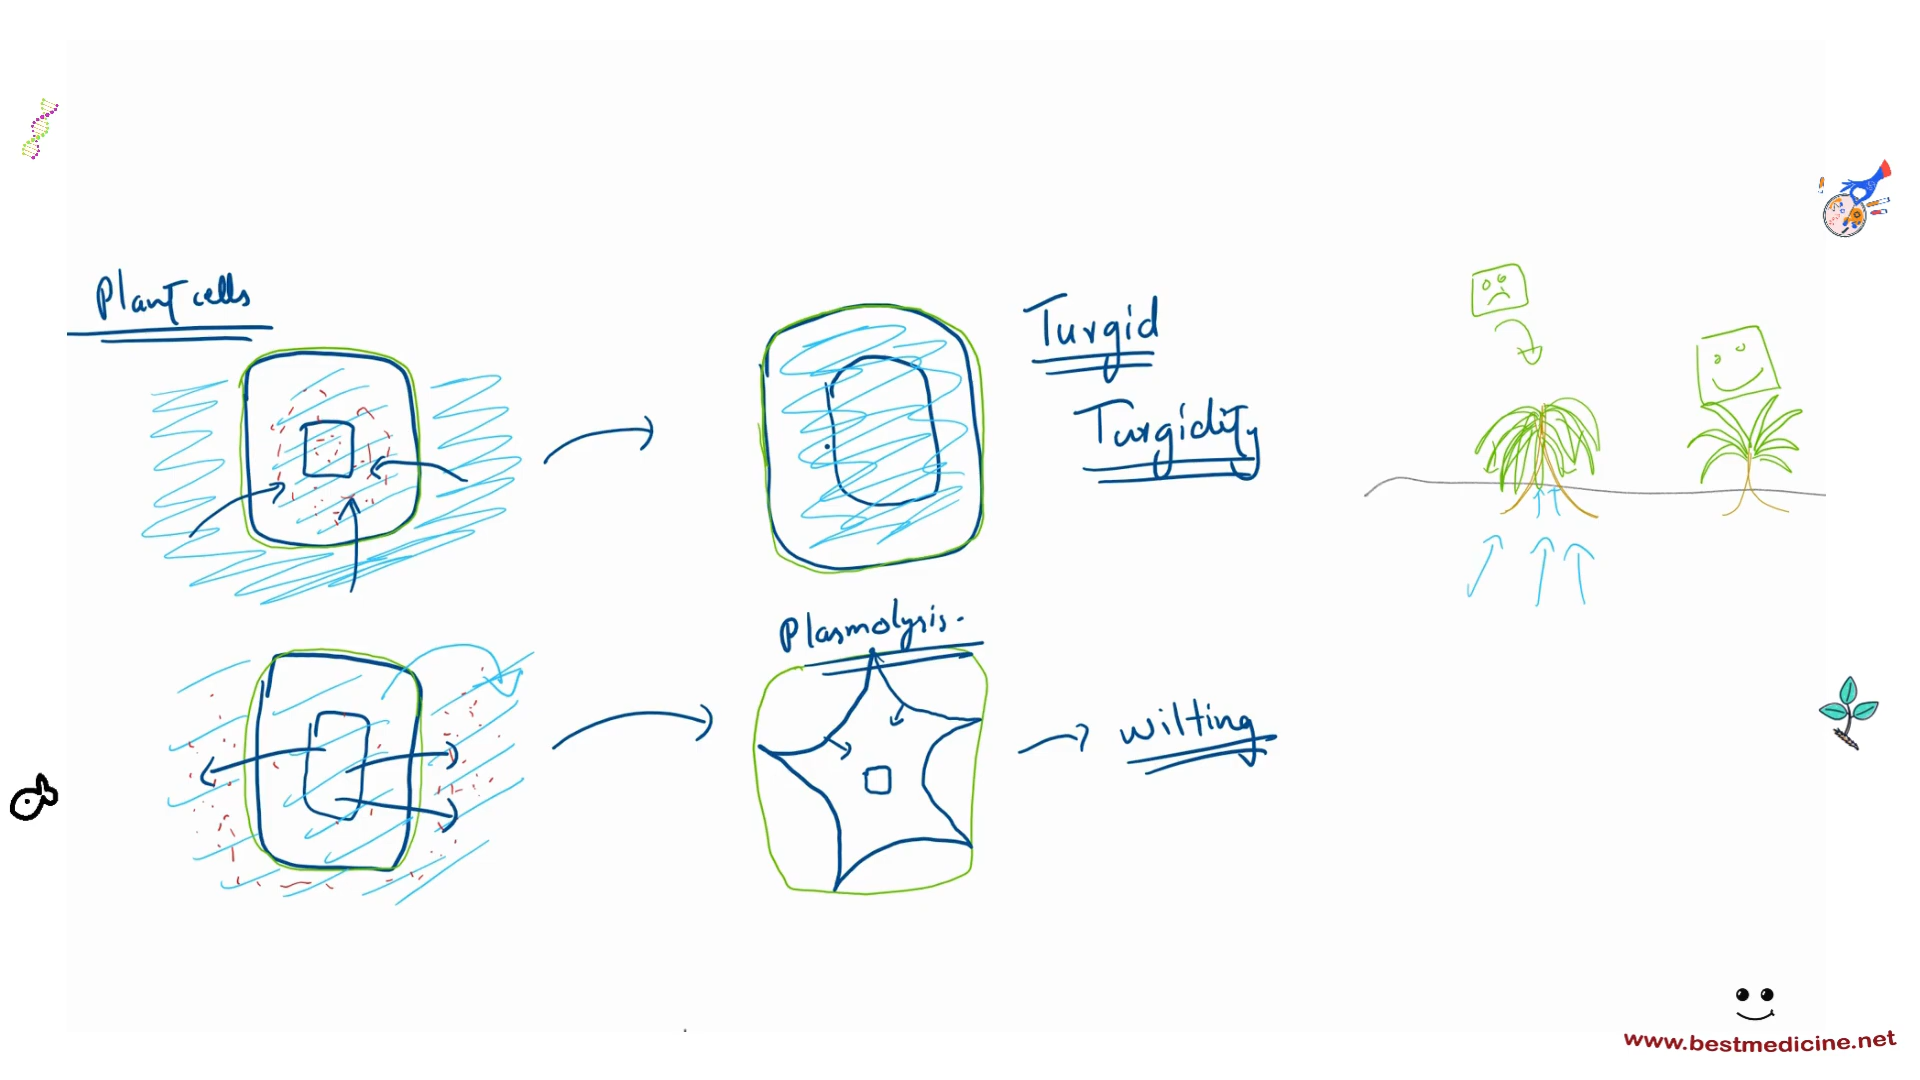 Plant cells
Turgid
Turgidity
Plasmolysis.
wilting
www.bestmedicine.net